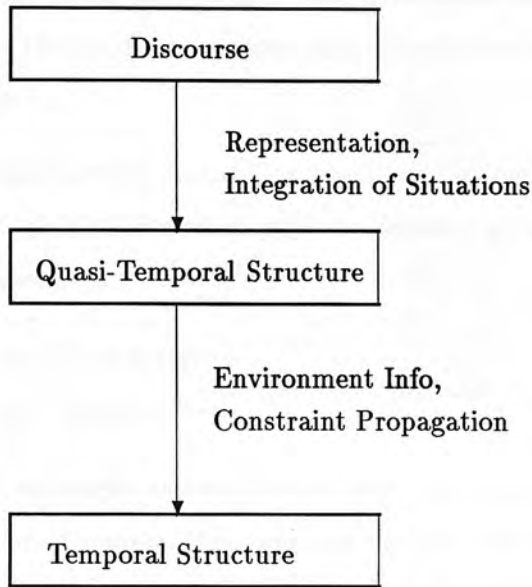 Discourse
Representation,
Integration of Situations
Quasi-Temporal Structure
Environment Info,
Constraint Propagation
Temporal Structure